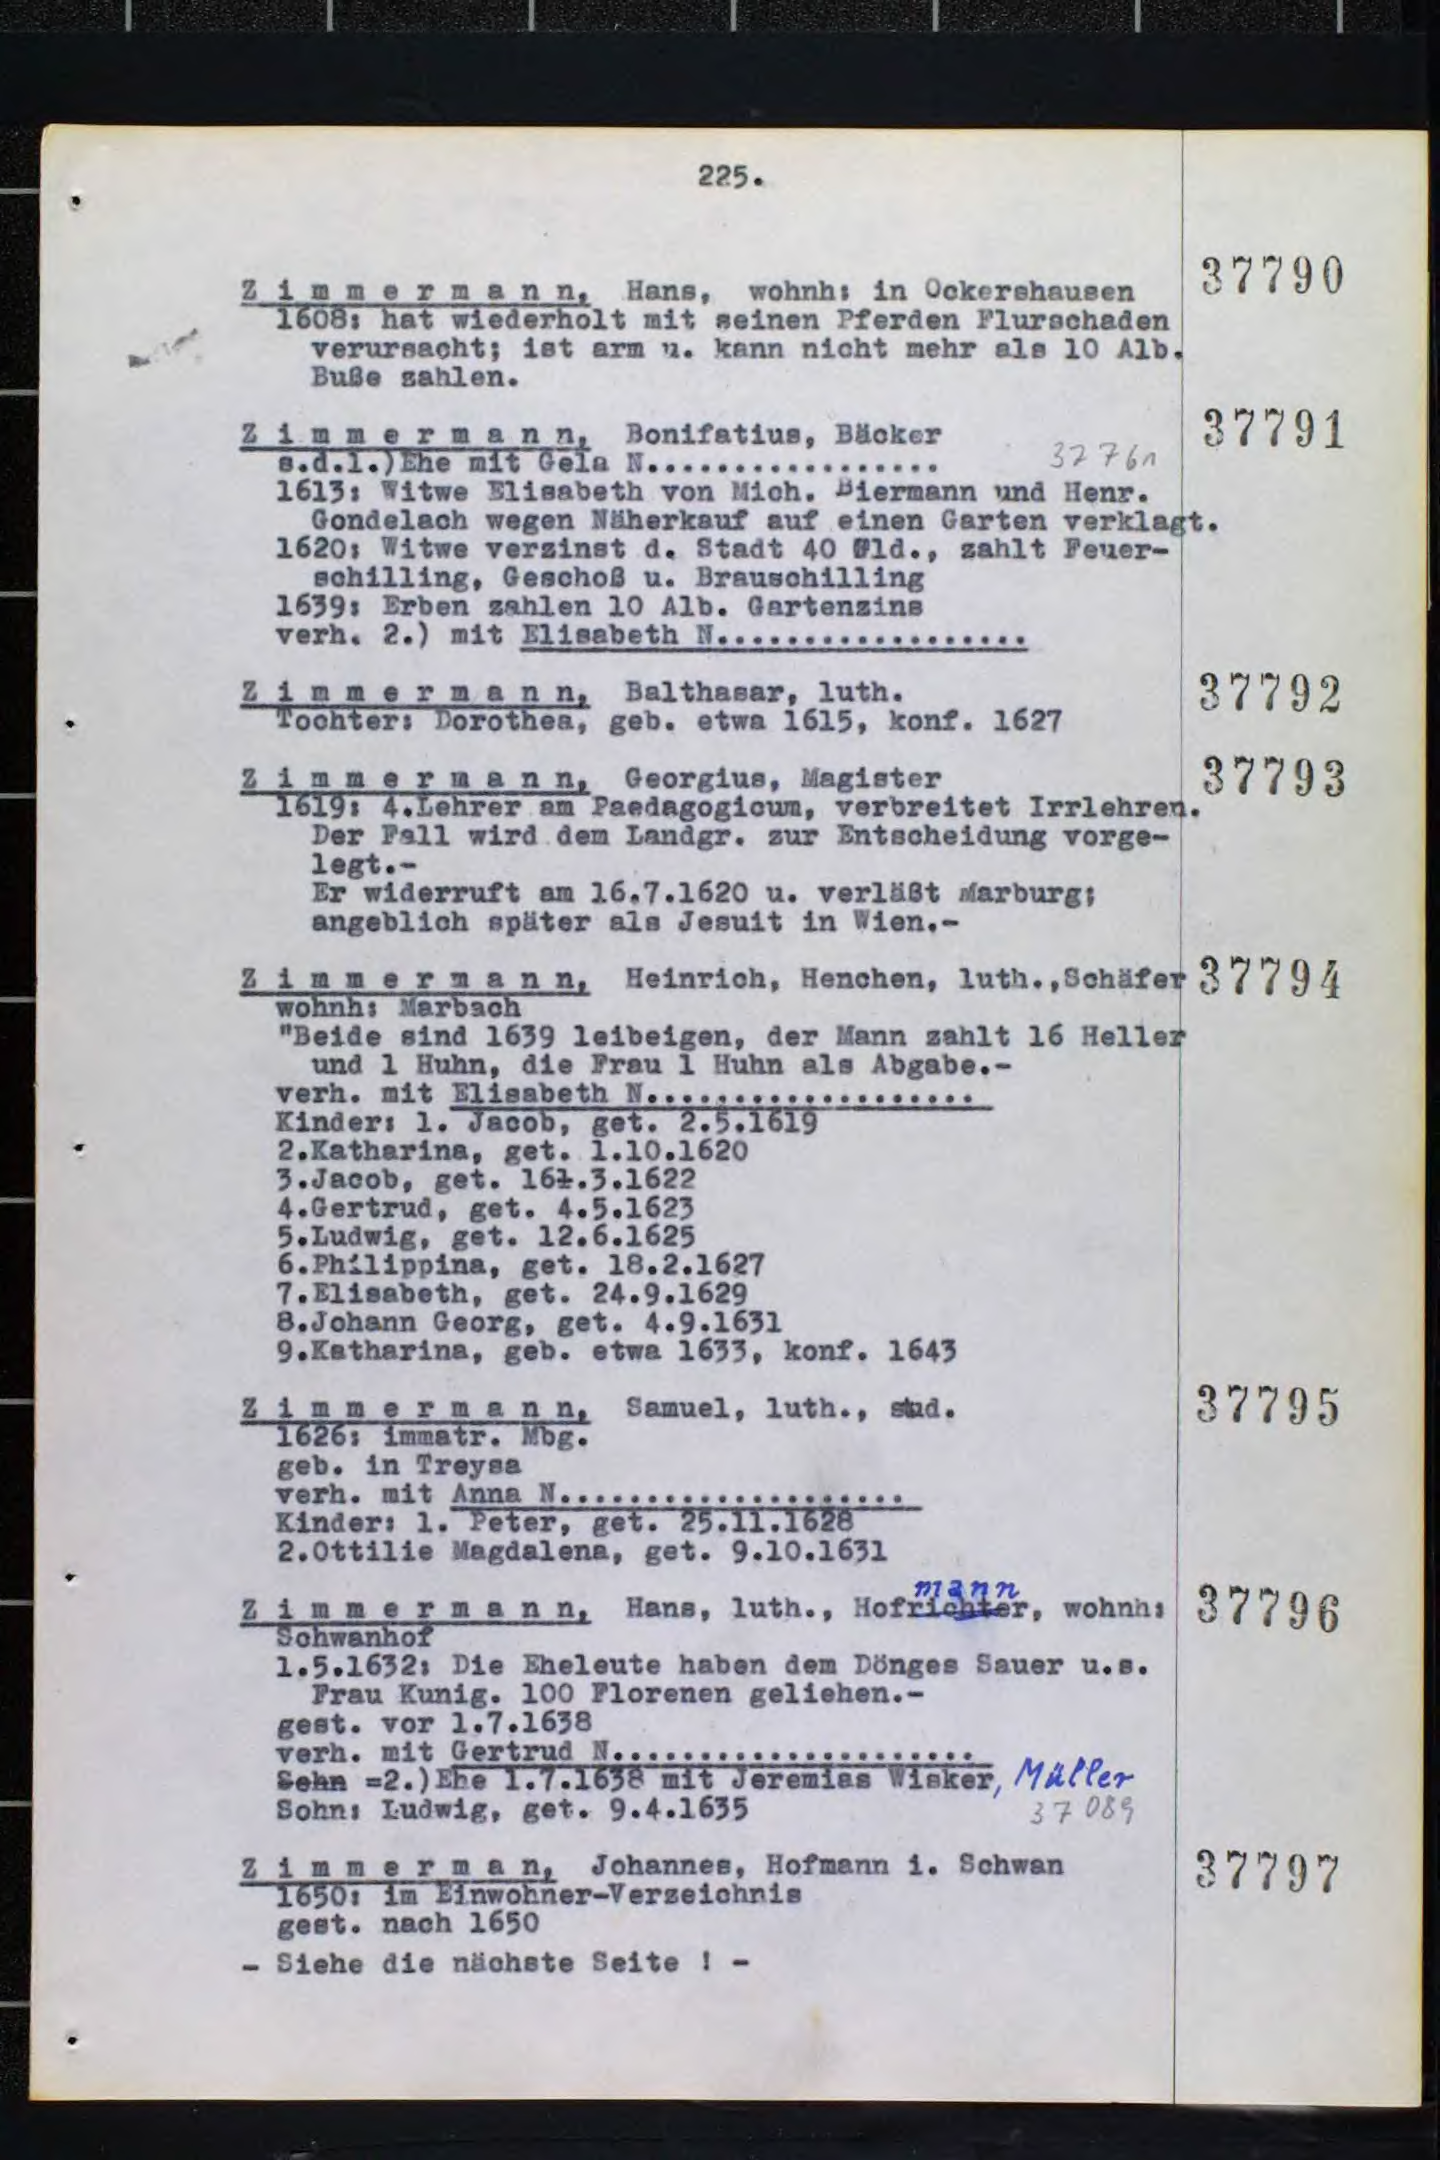 225.
Z i m m e r m a n n, Hans, wohnh: in Ockershausen 37790
1608: hat wiederholt mit seinen Pferden Flurschaden
verursacht; ist arm u. kann nicht mehr als 10 Alb.
Buße zahlen.
Z i m m e r m a n n, Bonifatius, Bäcker 37791
s.d.1.)Ehe mit Gela N................. 32761
1613: Witwe Elisabeth von Mich. Biermann und Henr.
Gondelach wegen Näherkauf auf einen Garten verklagt.
1620: Witwe verzinst d. Stadt 40 Gld., zahlt Feuer-
schilling, Geschoß u. Brauschilling
1639: Erben zahlen 10 Alb. Gartenzins
verh. 2.) mit Elisabeth N..................
Z i m m e r m a n n, Balthasar, luth. 37792
Tochter: Dorothea, geb. etwa 1615, konf. 1627
Z i m m e r m a n n, Georgius, Magister 37793
1619: 4.Lehrer am Paedagogicum, verbreitet Irrlehren.
Der Fall wird dem Landgr. zur Entscheidung vorge-
legt.-
Er widerruft am 16.7.1620 u. verläßt Marburg;
angeblich später als Jesuit in Wien.-
Z i m m e r m a n n, Heinrich, Henchen, luth.,Schäfer 37794
wohnh: Marbach
"Beide sind 1639 leibeigen, der Mann zahlt 16 Heller
und 1 Huhn, die Frau 1 Huhn als Abgabe.-
verh. mit Elisabeth N...................
Kinder: 1. Jacob, get. 2.5.1619
2.Katharina, get. 1.10.1620
3.Jacob, get. 161.3.1622
4.Gertrud, get. 4.5.1623
5.Ludwig, get. 12.6.1625
6.Philippina, get. 18.2.1627
7.Elisabeth, get. 24.9.1629
8.Johann Georg, get. 4.9.1631
9.Katharina, geb. etwa 1633, konf. 1643
Z i m m e r m a n n, Samuel, luth., stud. 37795
1626: immatr. Mbg.
geb. in Treysa
verh. mit Anna N....................
Kinder: 1. Peter, get. 25.11.1628
2.Ottilie Magdalena, get. 9.10.1631
mann
Z i m m e r m a n n, Hans, luth., Hofrichter, wohnh: 37796
Schwanhof
1.5.1632: Die Eheleute haben dem Dönges Sauer u.s.
Frau Kunig. 100 Florenen geliehen.-
gest. vor 1.7.1638
verh. mit Gertrud N.....................
Sohn =2.)Ehe 1.7.1638 mit Jeremias Wisker, Müller
Sohn: Ludwig, get. 9.4.1635 37089
Z i m m e r m a n, Johannes, Hofmann i. Schwan 37797
1650: im Einwohner-Verzeichnis
gest. nach 1650
- Siehe die nächste Seite ! -